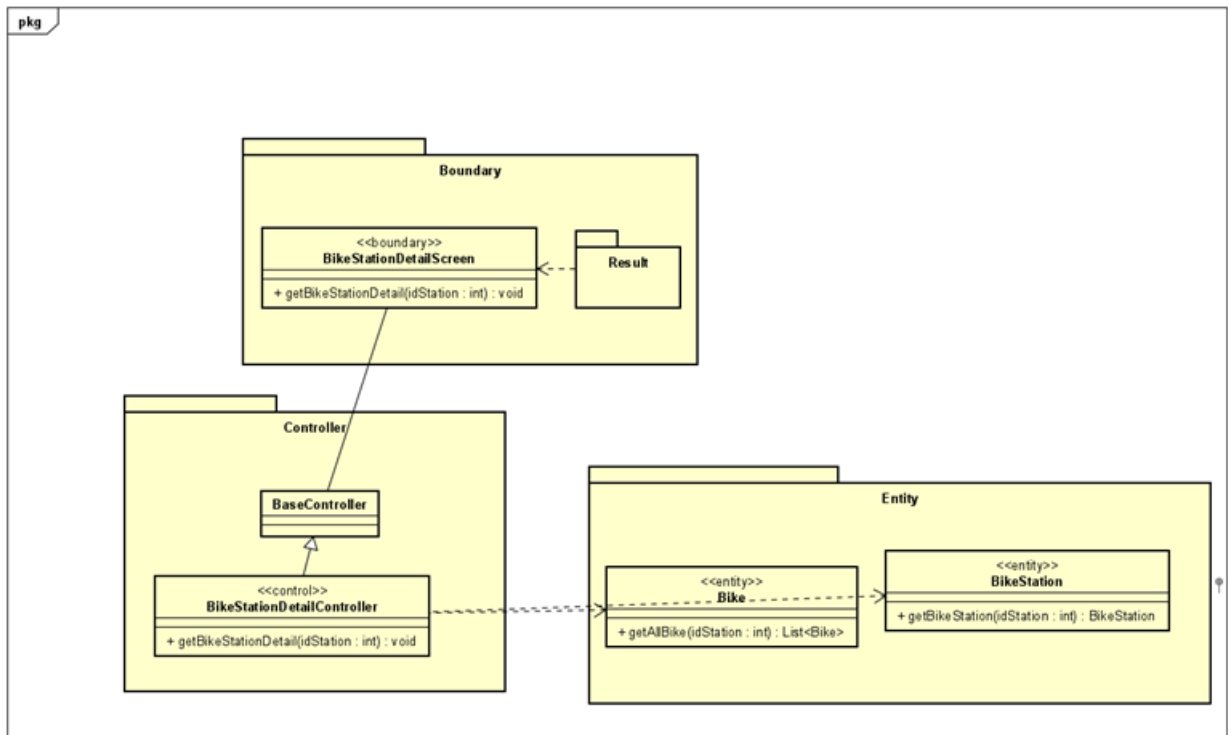 pkg
Boundary
<<boundary>>
BikeStationDetailScreen
+ getBikeStationDetail(idStation : int) : void
Result
Controller
BaseController
<<control>>
BikeStationDetailController
+ getBikeStationDetail(idStation : int) : void
Entity
<<entity>>
Bike
+ getAllBike(idStation : int) : List<Bike>
<<entity>>
BikeStation
+ getBikeStation(idStation : int) : BikeStation